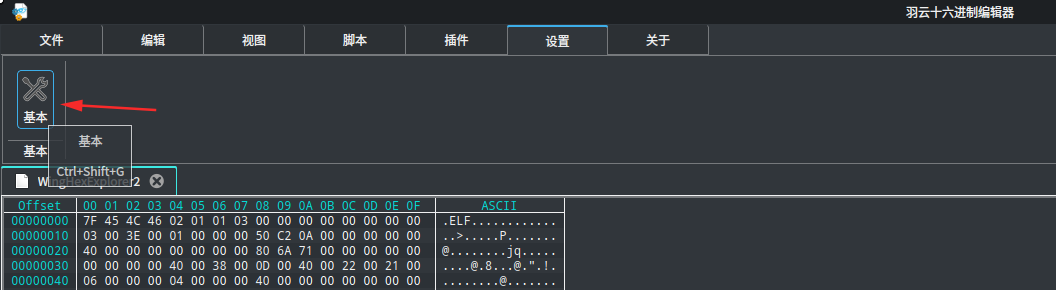 羽云十六进制编辑器
文件 编辑 视图 脚本 插件 设置 关于
基本
基本
基本
Ctrl+Shift+G
WingHexExplorer2
Offset 00 01 02 03 04 05 06 07 08 09 0A 0B 0C 0D 0E 0F ASCII
00000000 7F 45 4C 46 02 01 01 03 00 00 00 00 00 00 00 00 .ELF............
00000010 03 00 3E 00 01 00 00 00 50 C2 0A 00 00 00 00 00 ..>.....P.......
00000020 40 00 00 00 00 00 00 00 80 6A 71 00 00 00 00 00 @........jq.....
00000030 00 00 00 00 40 00 38 00 0D 00 40 00 22 00 21 00 ....@.8...@.".!.
00000040 06 00 00 00 04 00 00 00 40 00 00 00 00 00 00 00 ........@.......